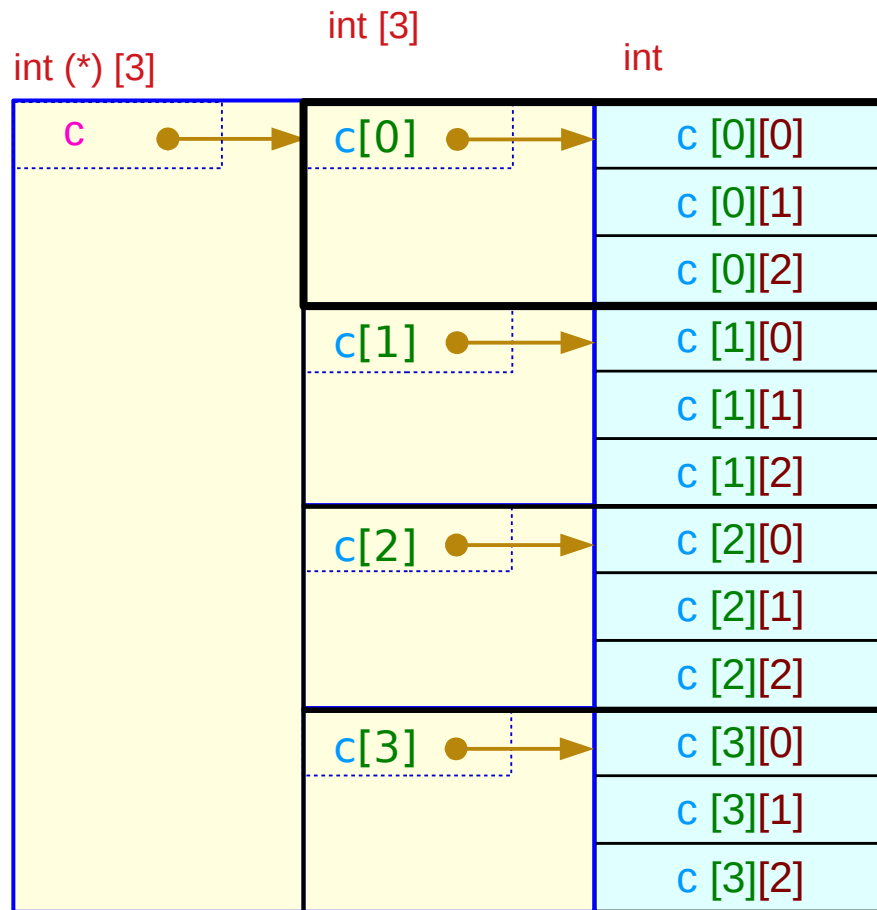 int (*) [3] int [3] int
c c[0] c [0][0]
c [0][1]
c [0][2]
c[1] c [1][0]
c [1][1]
c [1][2]
c[2] c [2][0]
c [2][1]
c [2][2]
c[3] c [3][0]
c [3][1]
c [3][2]